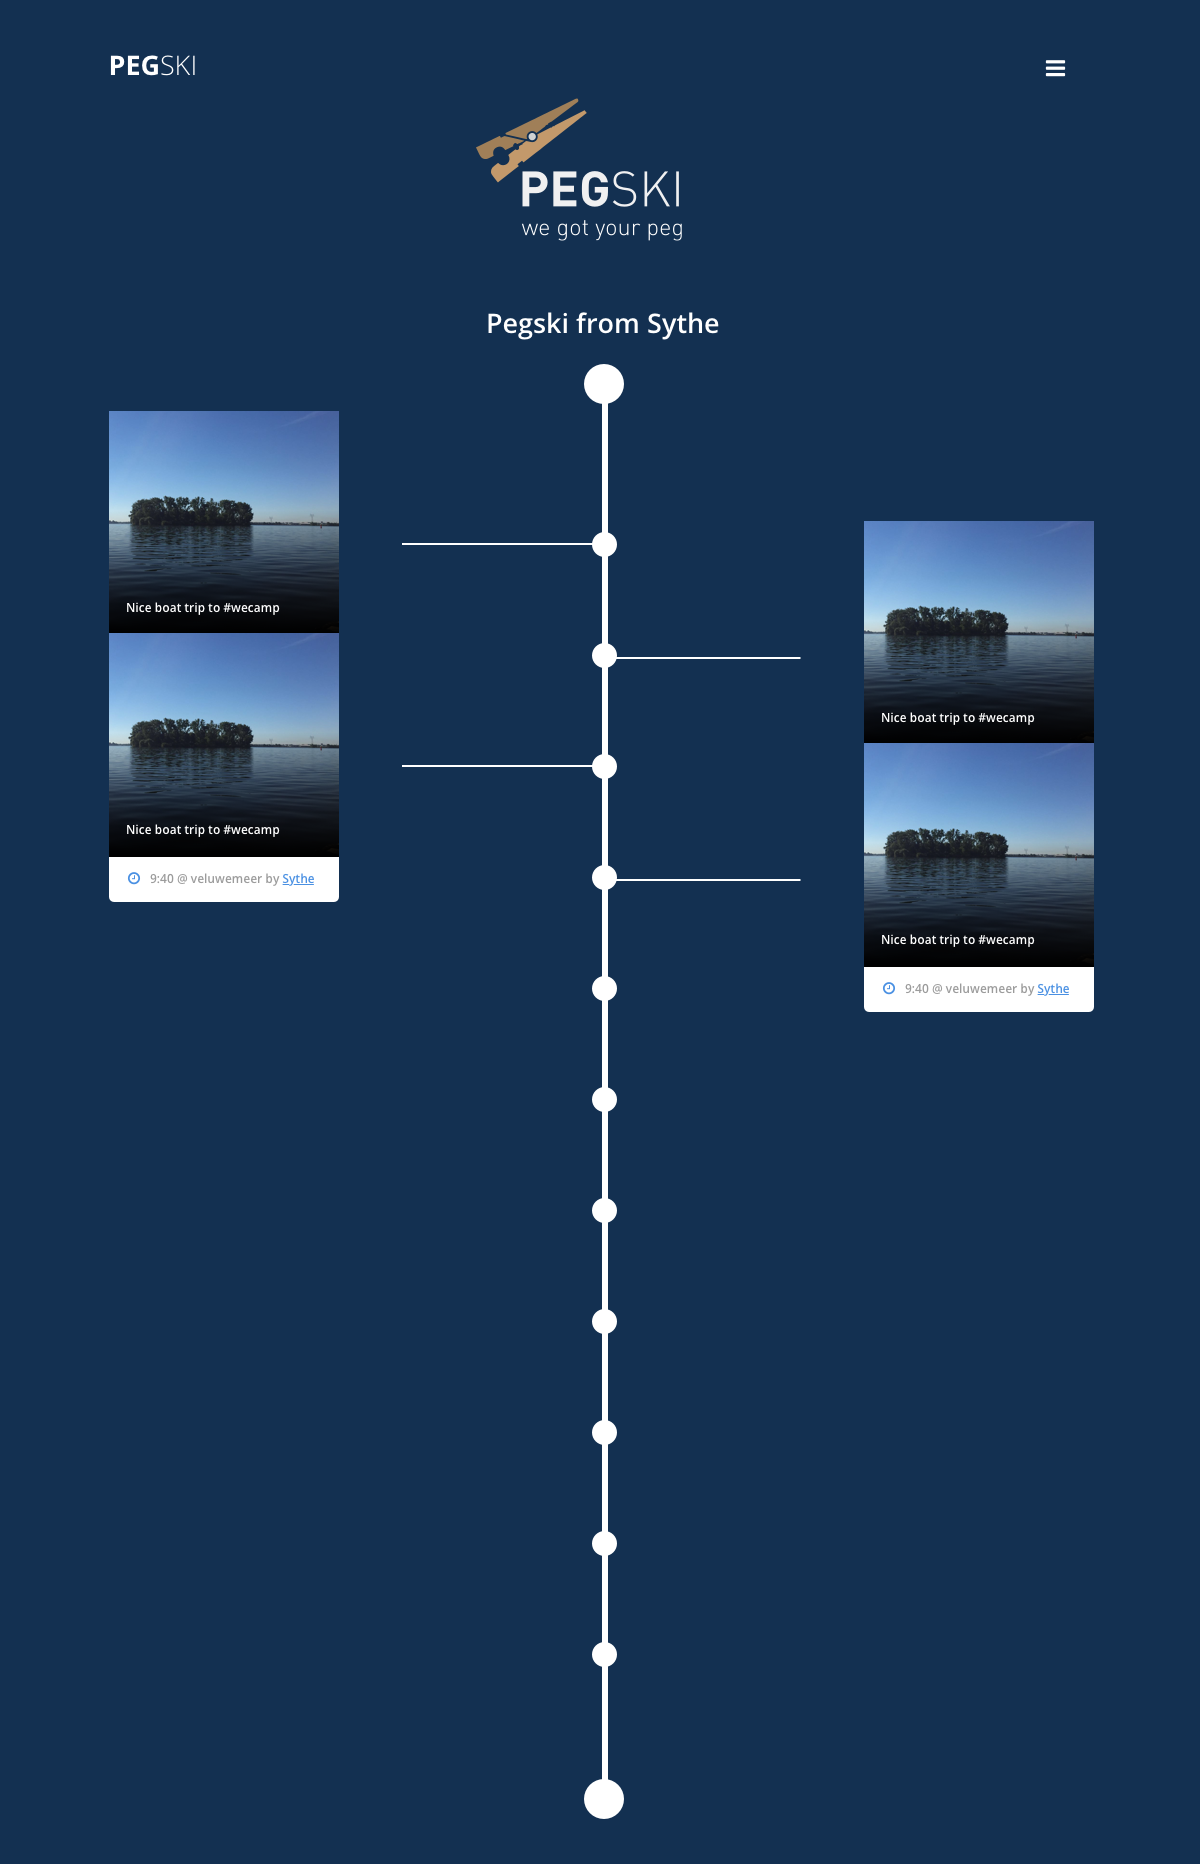 PEGSKI
PEGSKI
we got your peg
Pegski from Sythe
Nice boat trip to #wecamp
Nice boat trip to #wecamp
9:40 @ veluwemeer by Sythe
Nice boat trip to #wecamp
Nice boat trip to #wecamp
9:40 @ veluwemeer by Sythe